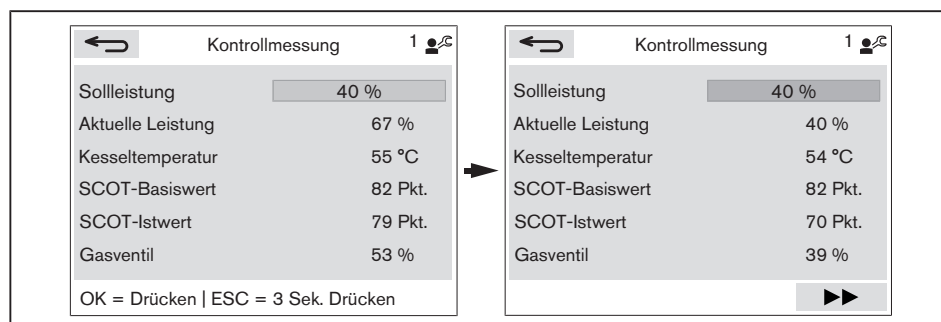 Kontrollmessung 1
Sollleistung 40 %
Aktuelle Leistung 67 %
Kesseltemperatur 55 °C
SCOT-Basiswert 82 Pkt.
SCOT-Istwert 79 Pkt.
Gasventil 53 %
OK = Drücken | ESC = 3 Sek. Drücken
Kontrollmessung 1
Sollleistung 40 %
Aktuelle Leistung 40 %
Kesseltemperatur 54 °C
SCOT-Basiswert 82 Pkt.
SCOT-Istwert 70 Pkt.
Gasventil 39 %